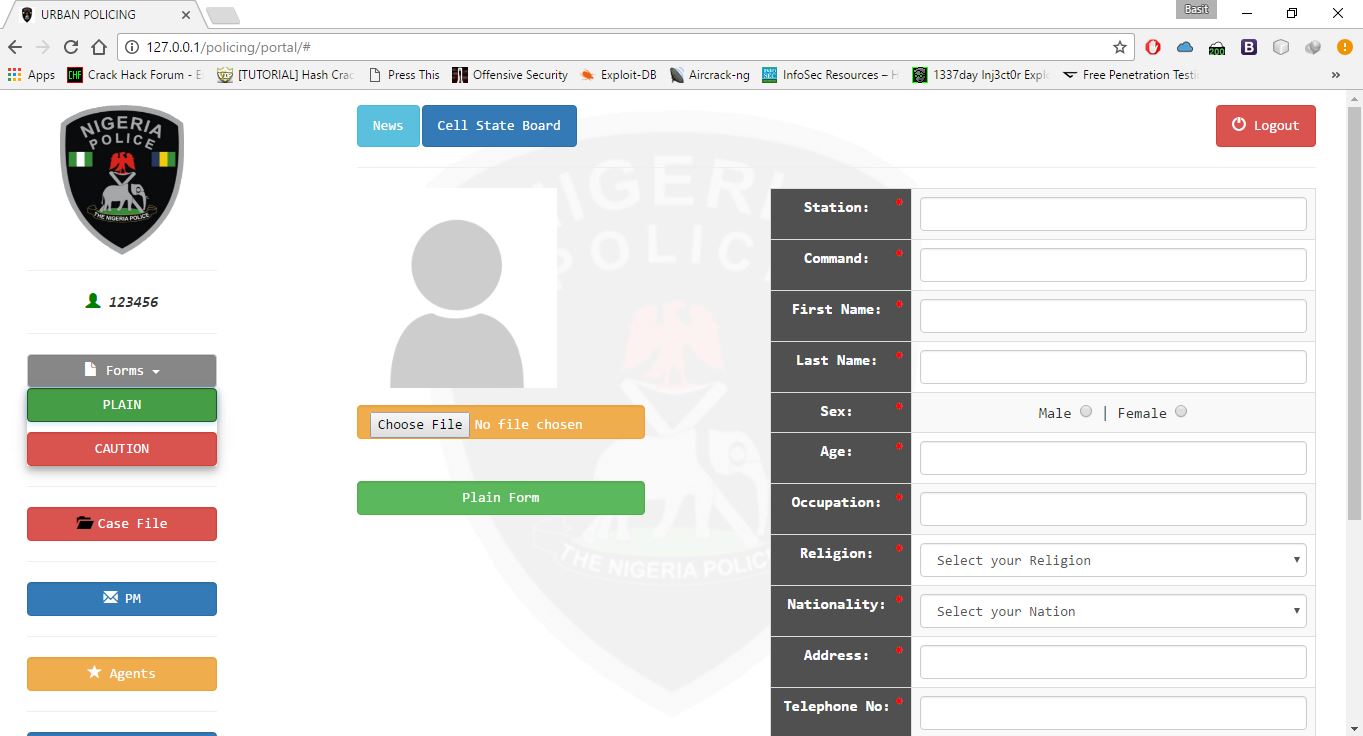 URBAN POLICING
Basit
127.0.0.1/policing/portal/#
Apps
Crack Hack Forum - E
[TUTORIAL] Hash Crac
Press This
Offensive Security
Exploit-DB
Aircrack-ng
InfoSec Resources – H
1337day Inj3ct0r Explo
Free Penetration Testi
»
200
B
NIGERIA
POLICE
THE NIGERIA POLICE
123456
Forms
PLAIN
CAUTION
Case File
PM
Agents
News
Cell State Board
Logout
NIGERIA
POLICE
THE NIGERIA POLICE
Choose File No file chosen
Plain Form
Station: *
Command: *
First Name: *
Last Name: *
Sex: * Male | Female
Age: *
Occupation: *
Religion: * Select your Religion
Nationality: * Select your Nation
Address: *
Telephone No: *